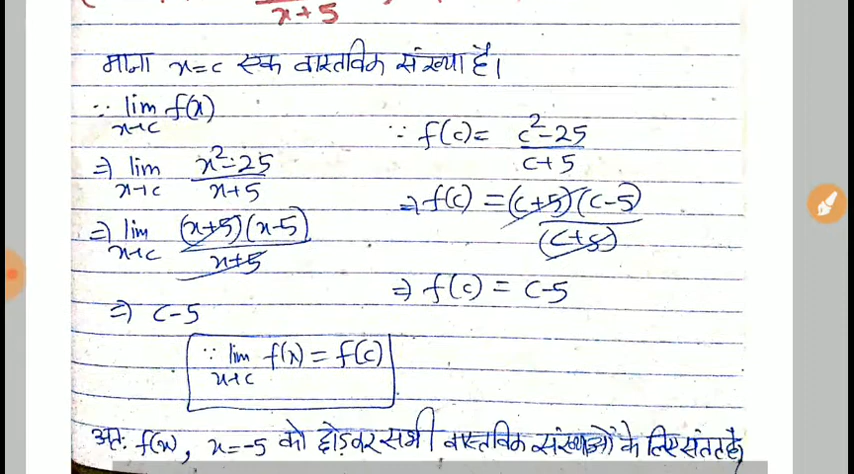 x+5
माना x=c एक वास्तविक संख्या है।
∵ lim x→c f(x)
⇒ lim x→c x²-25 / x+5
⇒ lim x→c (x+5)(x-5) / x+5
⇒ c-5
∵ f(c) = c²-25 / c+5
⇒ f(c) = (c+5)(c-5) / (c+5)
⇒ f(c) = c-5
∵ lim x→c f(x) = f(c)
अतः f(x), x=-5 को छोड़कर सभी वास्तविक संख्याओं के लिए संतत है।